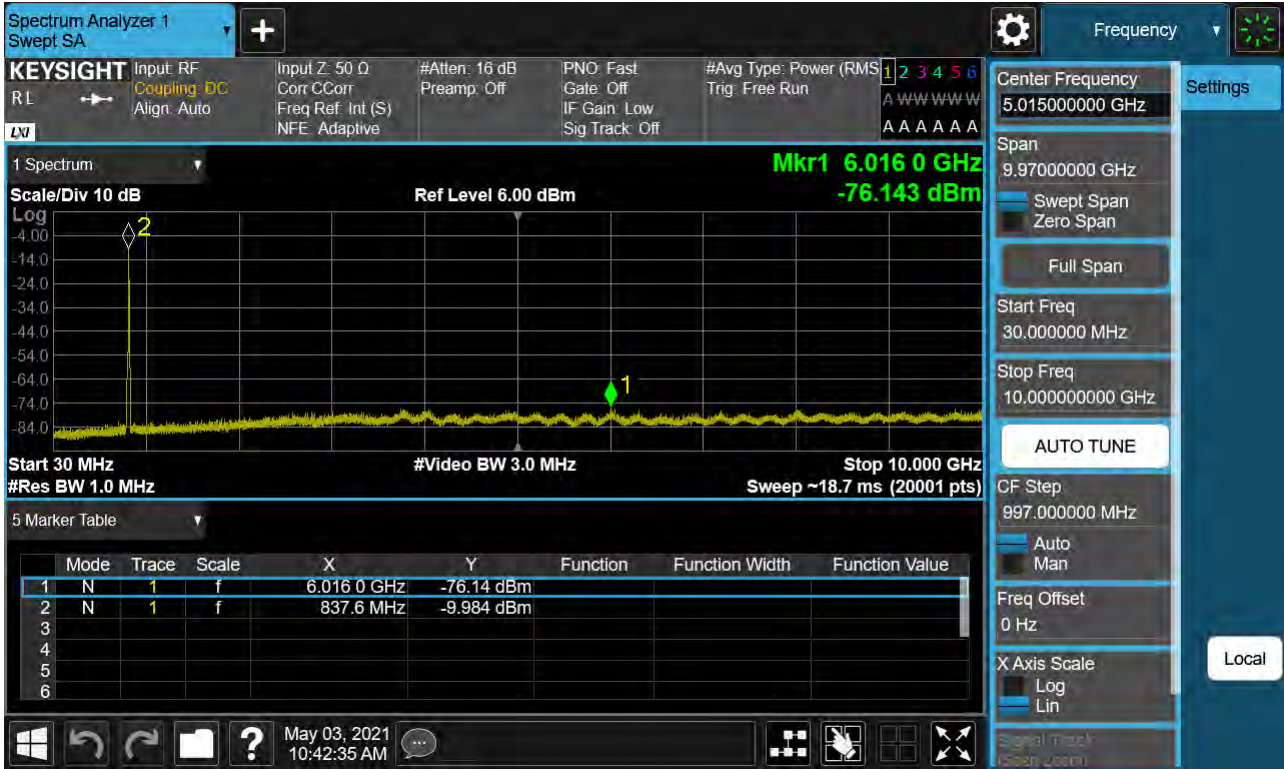 Spectrum Analyzer 1
Swept SA
+
Frequency
KEYSIGHT
R L
LXI
Input: RF
Coupling: DC
Align: Auto
Input Z: 50 Ω
Corr CCorr
Freq Ref: Int (S)
NFE: Adaptive
#Atten: 16 dB
Preamp: Off
PNO: Fast
Gate: Off
IF Gain: Low
Sig Track: Off
#Avg Type: Power (RMS
Trig: Free Run
1 2 3 4 5 6
A W W W W W
A A A A A A
1 Spectrum
Mkr1 6.016 0 GHz
Scale/Div 10 dB
Ref Level 6.00 dBm
-76.143 dBm
Log
-4.00
-14.0
-24.0
-34.0
-44.0
-54.0
-64.0
-74.0
-84.0
2
1
Start 30 MHz
#Video BW 3.0 MHz
Stop 10.000 GHz
#Res BW 1.0 MHz
Sweep ~18.7 ms (20001 pts)
5 Marker Table
Mode Trace Scale X Y Function Function Width Function Value
1 N 1 f 6.016 0 GHz -76.14 dBm
2 N 1 f 837.6 MHz -9.984 dBm
3
4
5
6
?
May 03, 2021
10:42:35 AM
Center Frequency
5.015000000 GHz
Span
9.97000000 GHz
Swept Span
Zero Span
Full Span
Start Freq
30.000000 MHz
Stop Freq
10.000000000 GHz
AUTO TUNE
CF Step
997.000000 MHz
Auto
Man
Freq Offset
0 Hz
X Axis Scale
Log
Lin
Signal Track
(Span Zoom)
Settings
Local